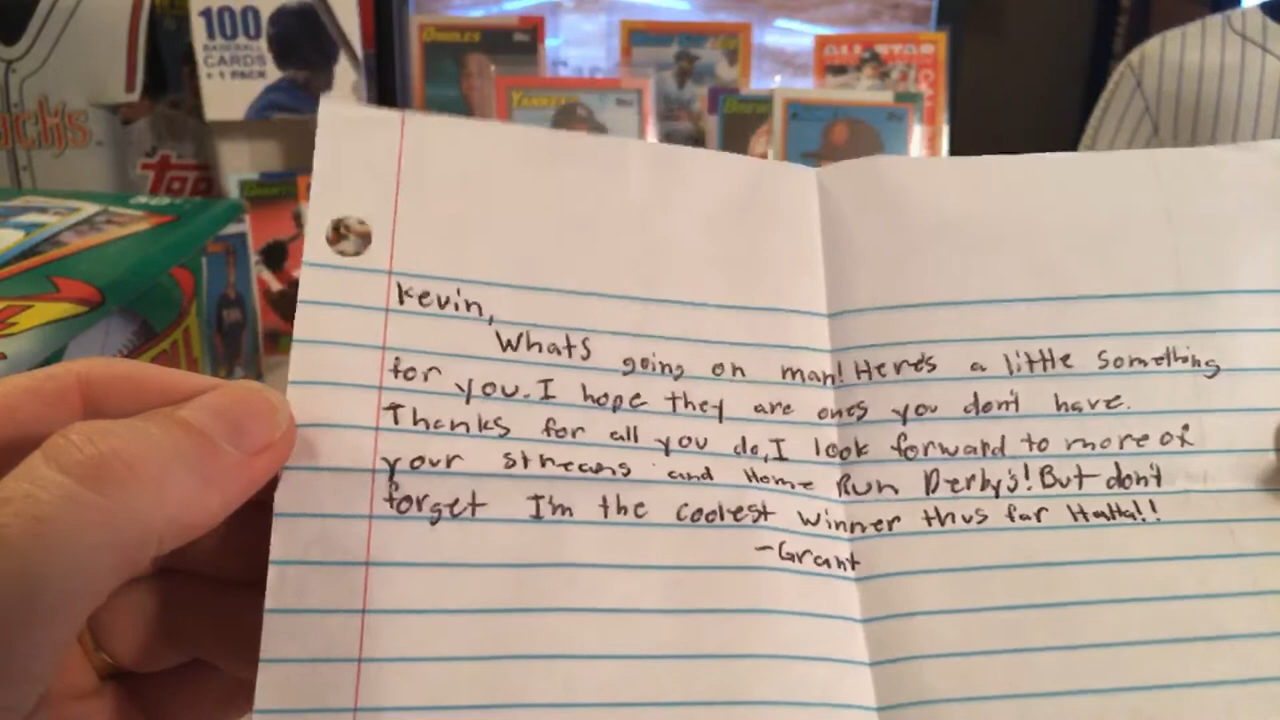 100
BASEBALL
CARDS
+ 1 PACK
ORIOLES
Topps
YANKEES
Topps
ALL STAR
Kevin,
Whats going on man! Here's a little something
for you. I hope they are ones you don't have.
Thanks for all you do, I look forward to more of
your streams and Home Run Derby's! But don't
forget I'm the coolest winner thus far HaHa!!
-Grant